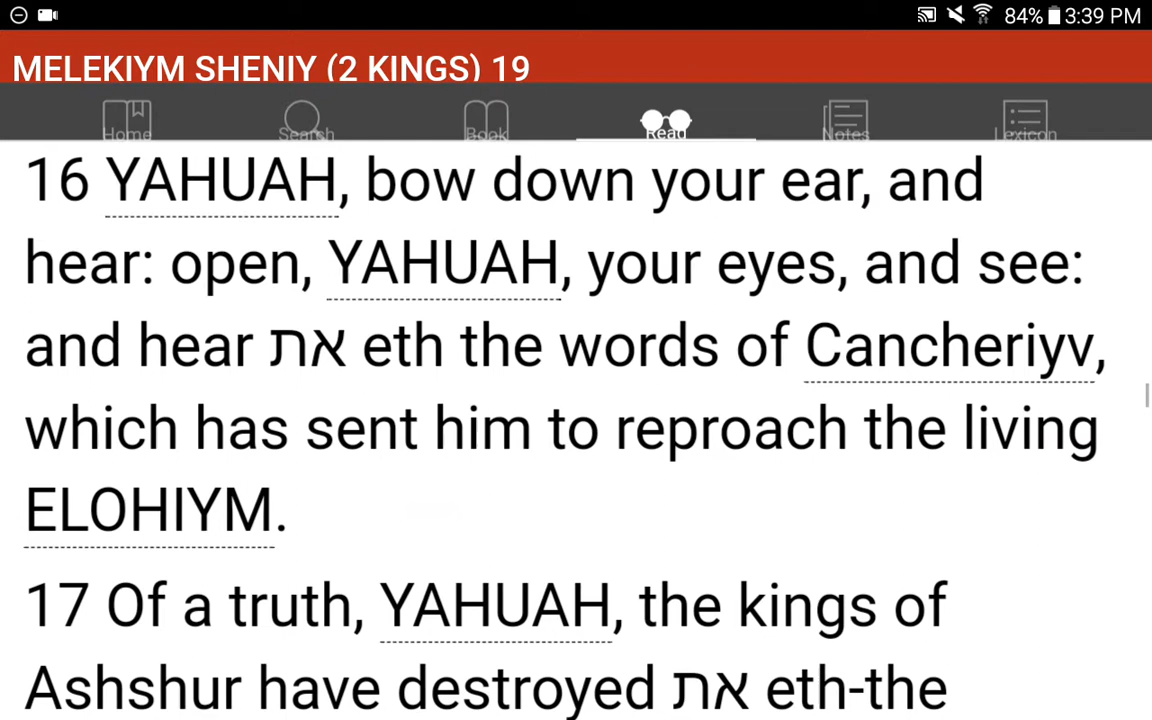 84% 3:39 PM
MELEKIYM SHENIY (2 KINGS) 19
Home Search Book Read Notes Lexicon
16 YAHUAH, bow down your ear, and
hear: open, YAHUAH, your eyes, and see:
and hear את eth the words of Cancheriyv,
which has sent him to reproach the living
ELOHIYM.
17 Of a truth, YAHUAH, the kings of
Ashshur have destroyed את eth-the